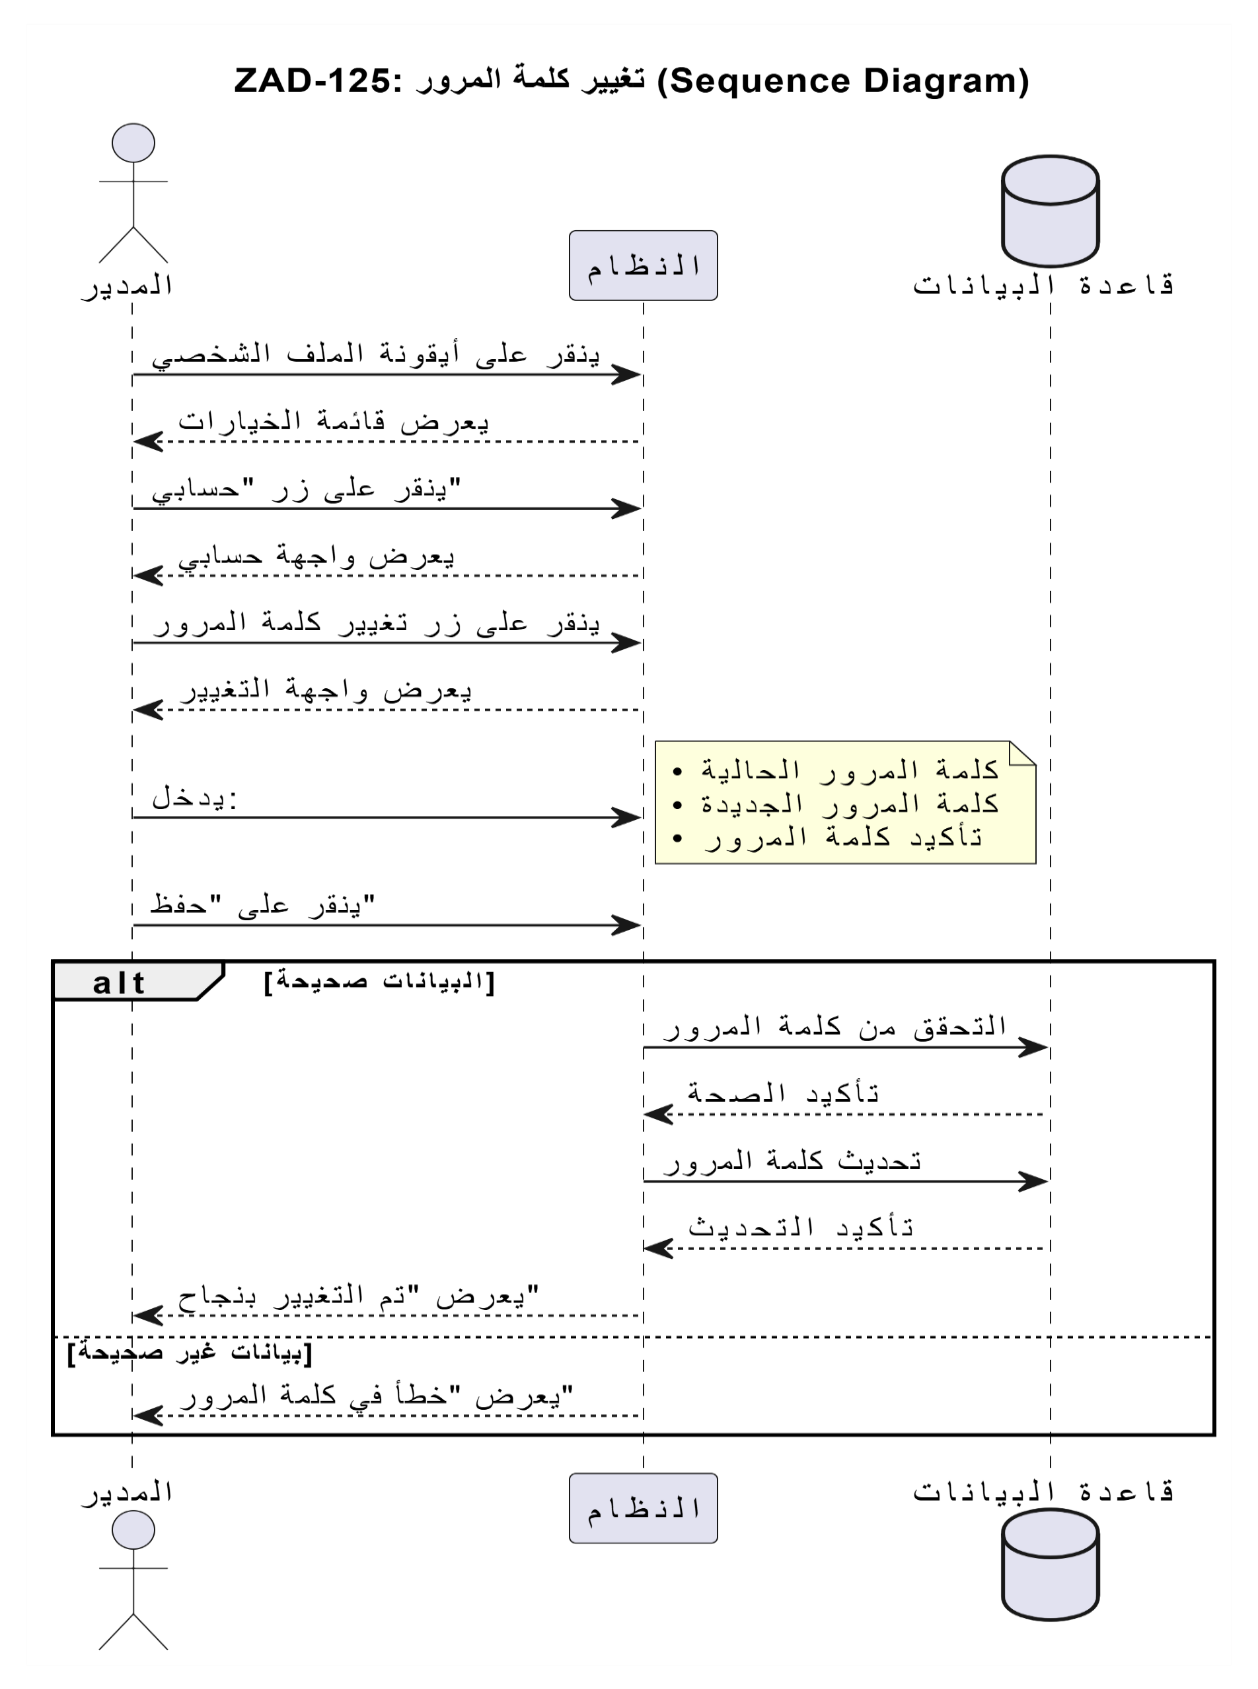 ZAD-125: تغيير كلمة المرور (Sequence Diagram)
المدير
النظام
قاعدة البيانات
ينقر على أيقونة الملف الشخصي
يعرض قائمة الخيارات
ينقر على زر "حسابي"
يعرض واجهة حسابي
ينقر على زر تغيير كلمة المرور
يعرض واجهة التغيير
• كلمة المرور الحالية
• كلمة المرور الجديدة
• تأكيد كلمة المرور
يدخل:
ينقر على "حفظ"
alt [البيانات صحيحة]
التحقق من كلمة المرور
تأكيد الصحة
تحديث كلمة المرور
تأكيد التحديث
يعرض "تم التغيير بنجاح"
[بيانات غير صحيحة]
يعرض "خطأ في كلمة المرور"
المدير
النظام
قاعدة البيانات